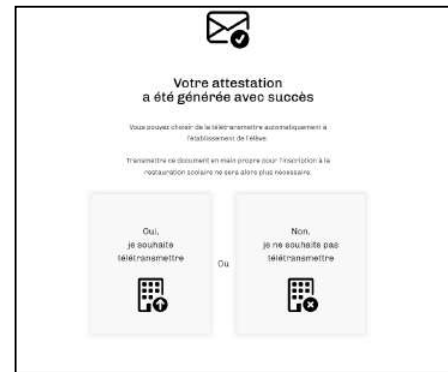 Votre attestation
a été générée avec succès
Vous pouvez choisir de la télétransmettre automatiquement à
l'établissement de l'élève.
Transmettre ce document en main propre pour l'inscription à la
restauration scolaire ne sera alors plus nécessaire.
Oui,
je souhaite
télétransmettre
Ou
Non,
je ne souhaite pas
télétransmettre